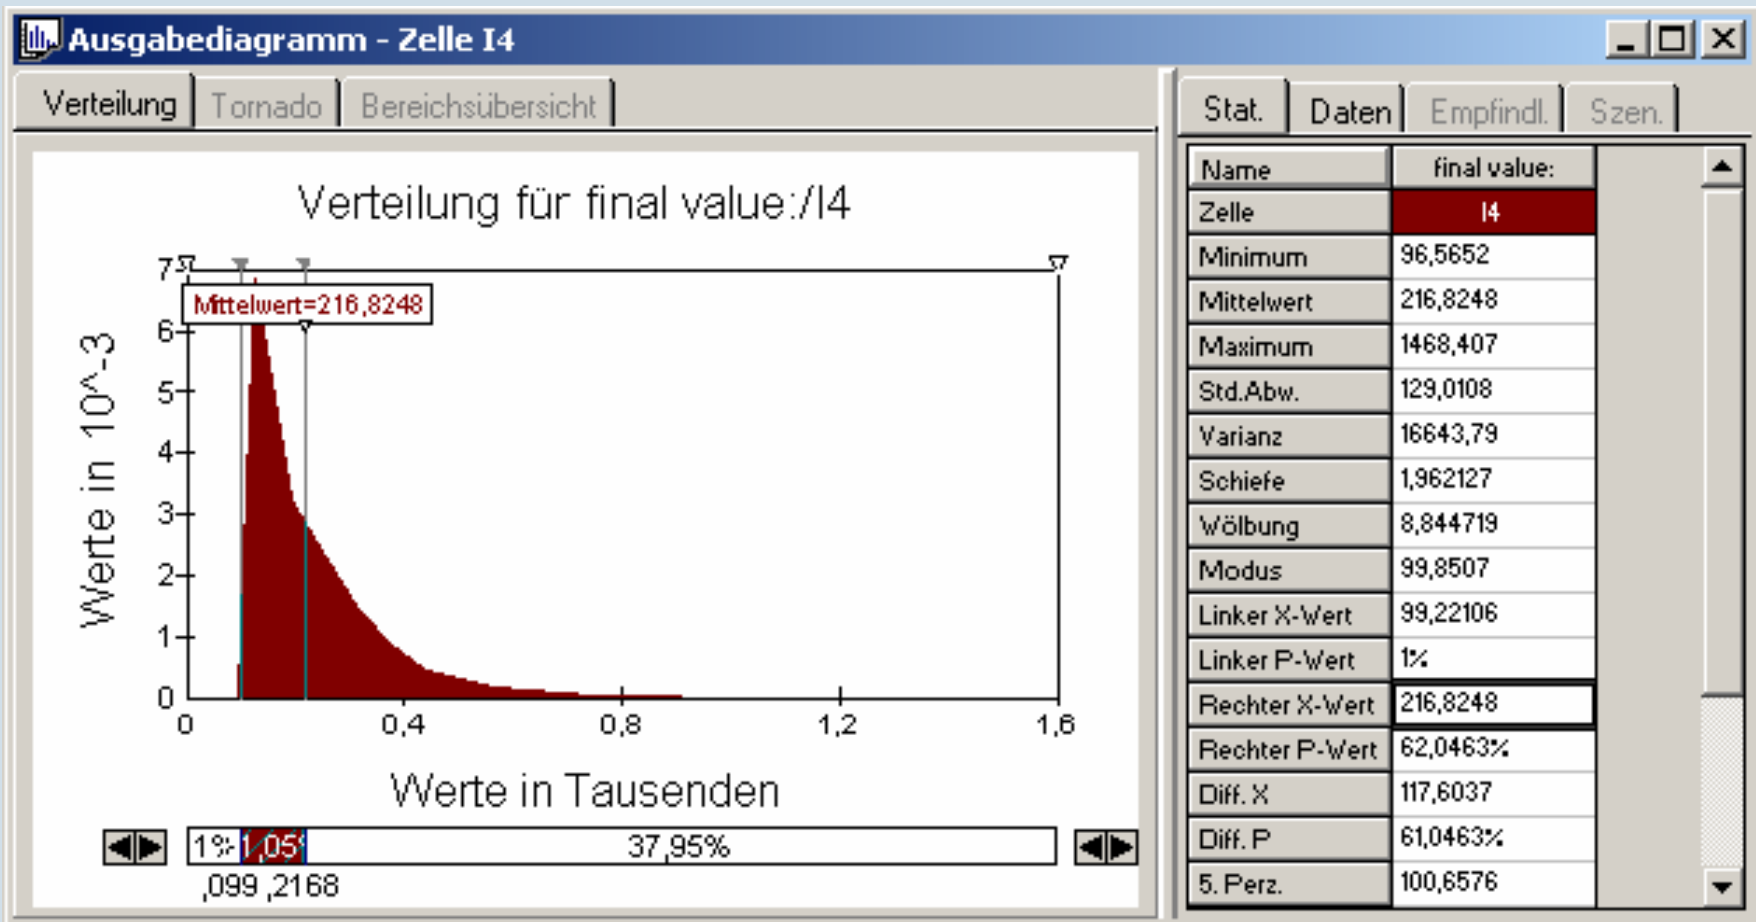 Ausgabediagramm - Zelle I4
Verteilung Tornado Bereichsübersicht
Verteilung für final value:/I4
Mittelwert=216,8248
Werte in 10^-3
7
6
5
4
3
2
1
0
0 0,4 0,8 1,2 1,6
Werte in Tausenden
1% 1,05% 37,95%
,099 ,2168
Stat. Daten Empfindl. Szen.
Name final value:
Zelle I4
Minimum 96,5652
Mittelwert 216,8248
Maximum 1468,407
Std.Abw. 129,0108
Varianz 16643,79
Schiefe 1,962127
Wölbung 8,844719
Modus 99,8507
Linker X-Wert 99,22106
Linker P-Wert 1%
Rechter X-Wert 216,8248
Rechter P-Wert 62,0463%
Diff. X 117,6037
Diff. P 61,0463%
5. Perz. 100,6576